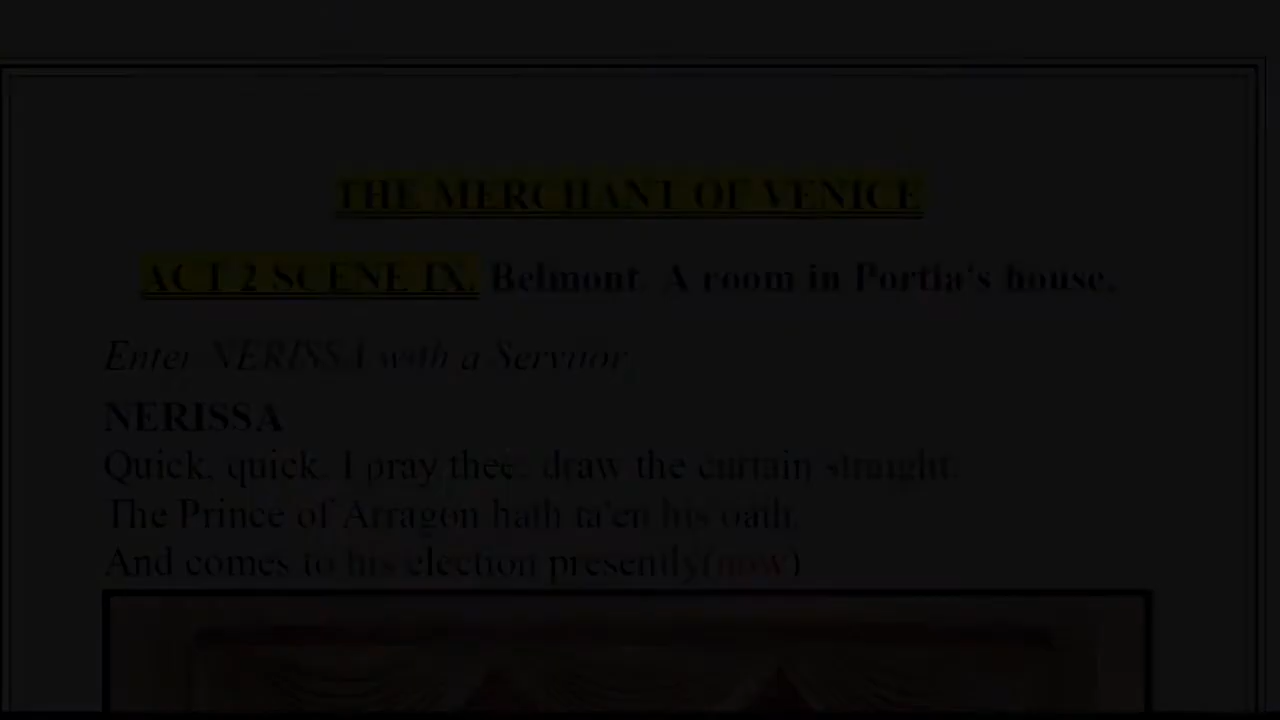 THE MERCHANT OF VENICE
ACT 2 SCENE IX. Belmont. A room in Portia's house.
Enter NERISSA with a Servitor
NERISSA
Quick, quick, I pray thee; draw the curtain straight:
The Prince of Arragon hath ta'en his oath,
And comes to his election presently(now)